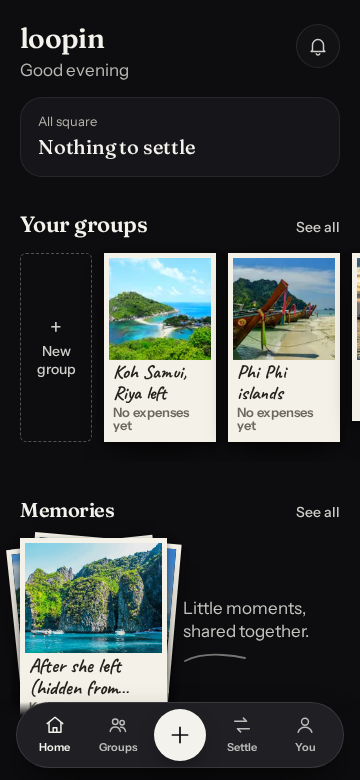 loopin
Good evening
All square
Nothing to settle
Your groups
See all
+
New
group
Koh Samui,
Riya left
No expenses
yet
Phi Phi
islands
No expenses
yet
Memories
See all
After she left
(hidden from...
Little moments,
shared together.
Home
Groups
Settle
You